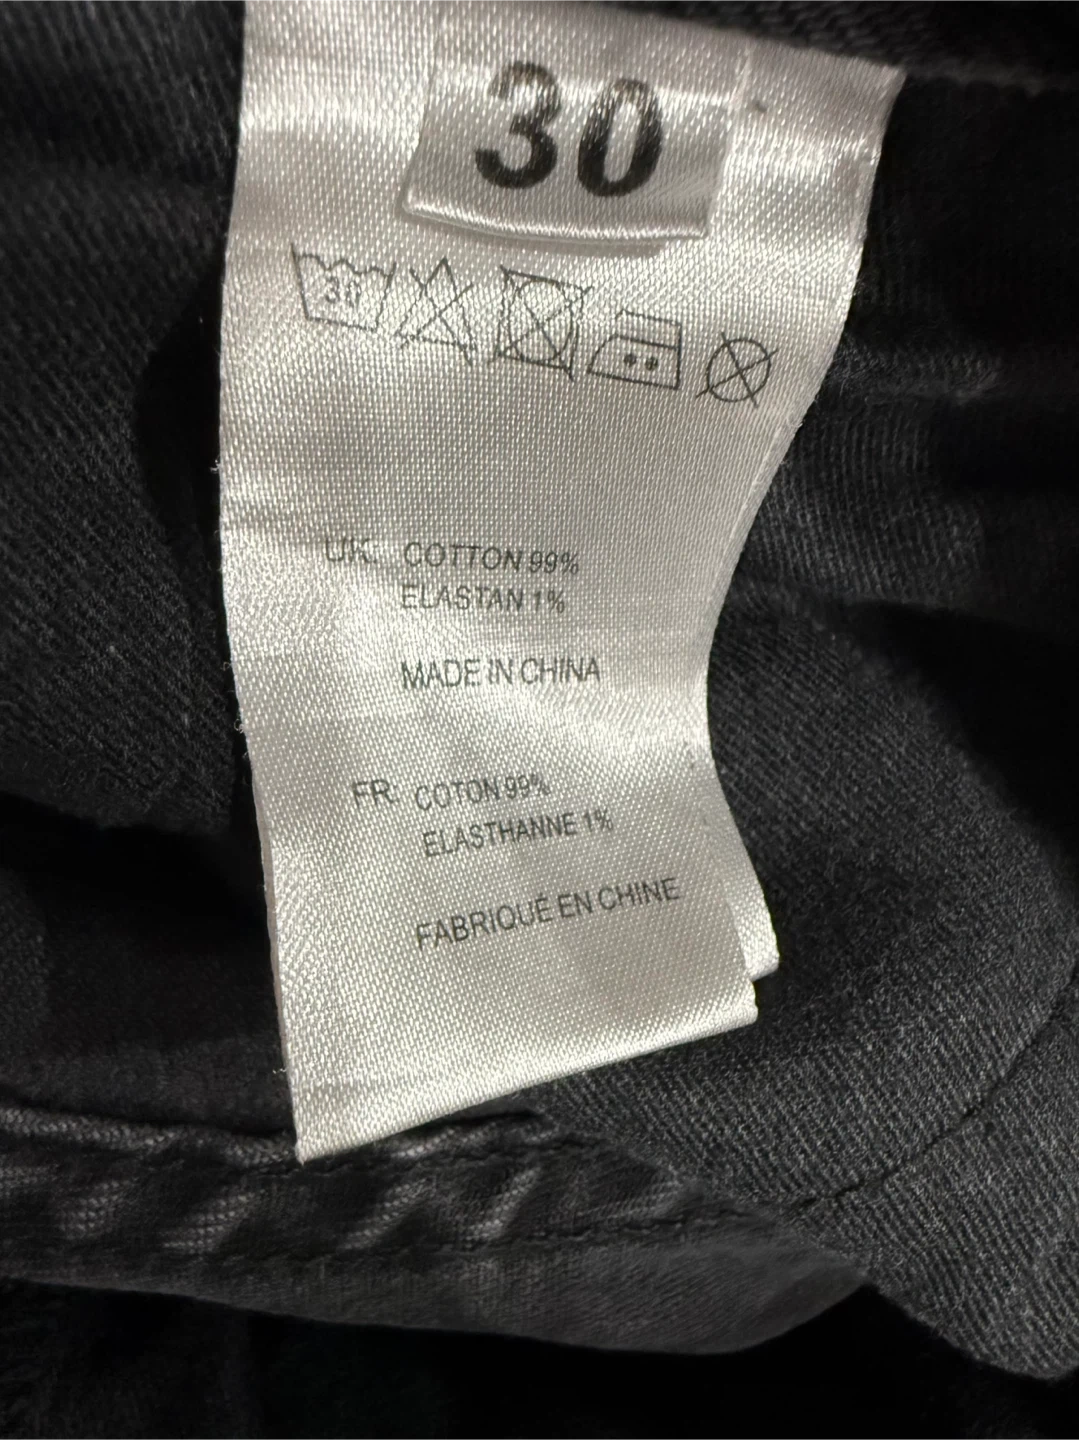 30
30
UK: COTTON 99%
ELASTAN 1%
MADE IN CHINA
FR: COTON 99%
ELASTHANNE 1%
FABRIQUÉ EN CHINE